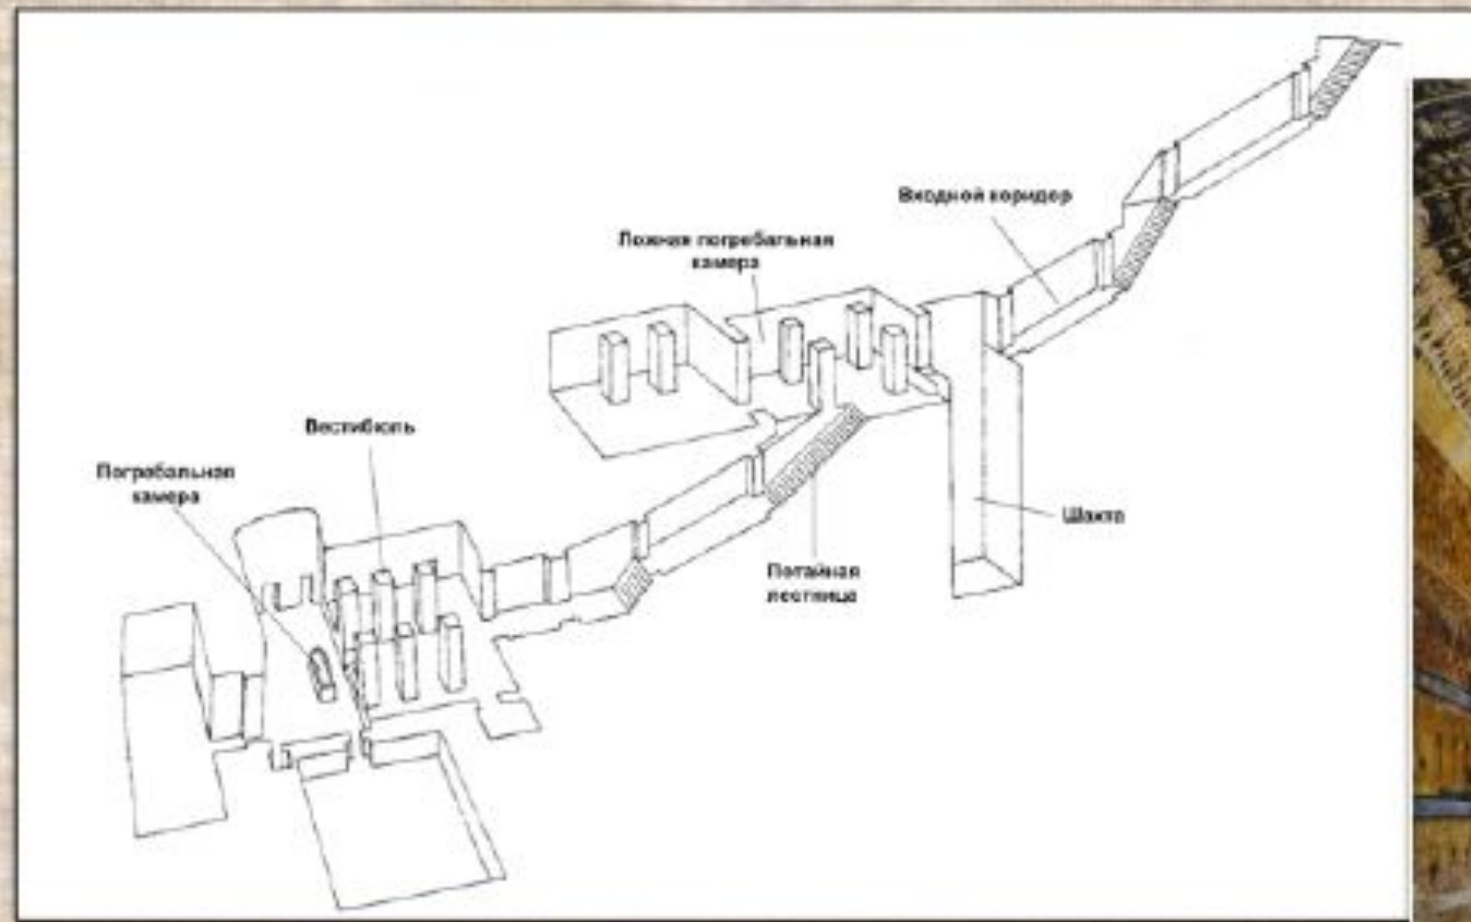 Входной коридор
Ложная погребальная
камера
Вестибюль
Погребальная
камера
Шахта
Потайная
лестница